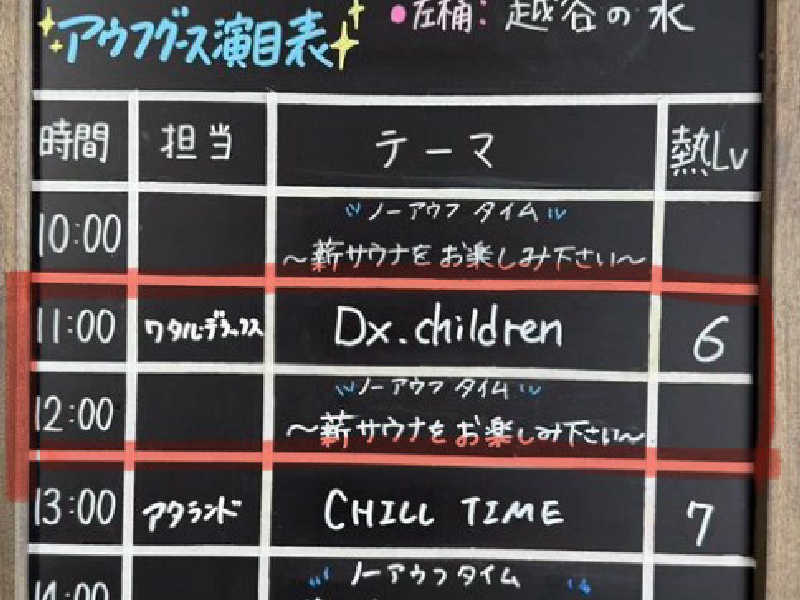 ●左桶: 越谷の水
アウフグース演目表
時間 担当 テーマ 熱Lv
10:00 ノーアウフ タイム
〜薪サウナをお楽しみ下さい〜
11:00 ワタル・デラックス Dx.children 6
12:00 ノーアウフ タイム
〜薪サウナをお楽しみ下さい〜
13:00 アクランド CHILL TIME 7
14:00 ノーアウフタイム